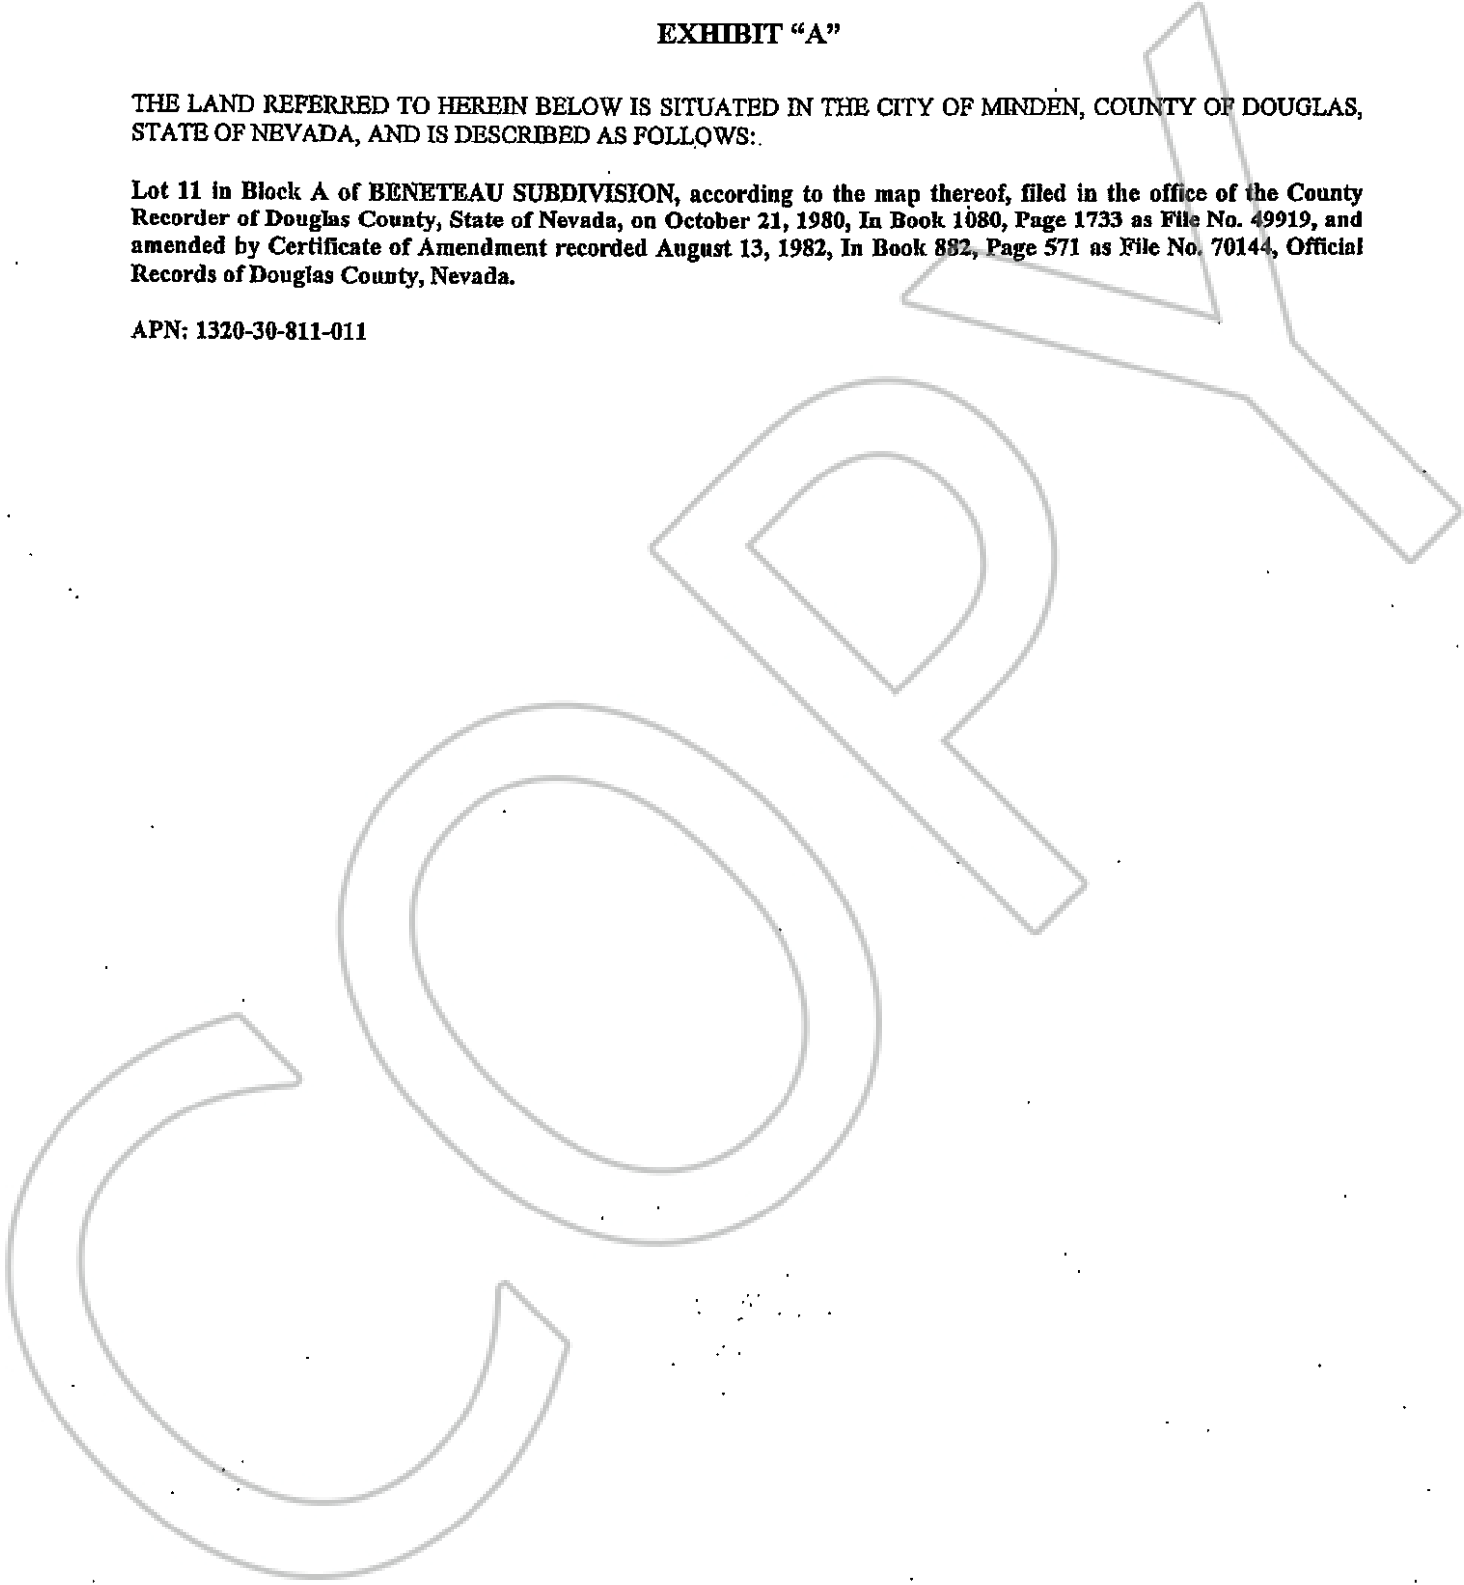 EXHIBIT “A”
THE LAND REFERRED TO HEREIN BELOW IS SITUATED IN THE CITY OF MINDEN, COUNTY OF DOUGLAS,
STATE OF NEVADA, AND IS DESCRIBED AS FOLLOWS:
Lot 11 in Block A of BENETEAU SUBDIVISION, according to the map thereof, filed in the office of the County
Recorder of Douglas County, State of Nevada, on October 21, 1980, In Book 1080, Page 1733 as File No. 49919, and
amended by Certificate of Amendment recorded August 13, 1982, In Book 882, Page 571 as File No. 70144, Official
Records of Douglas County, Nevada.
APN: 1320-30-811-011
COPY